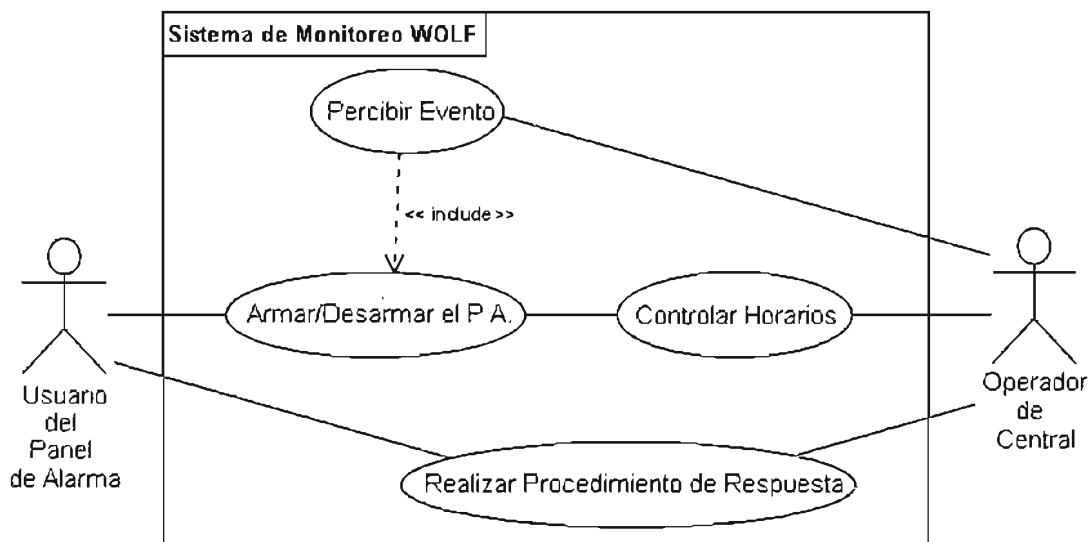 Sistema de Monitoreo WOLF
Percibir Evento
<< include >>
Armar/Desarmar el P.A.
Controlar Horarios
Usuario
del
Panel
de Alarma
Operador
de
Central
Realizar Procedimiento de Respuesta